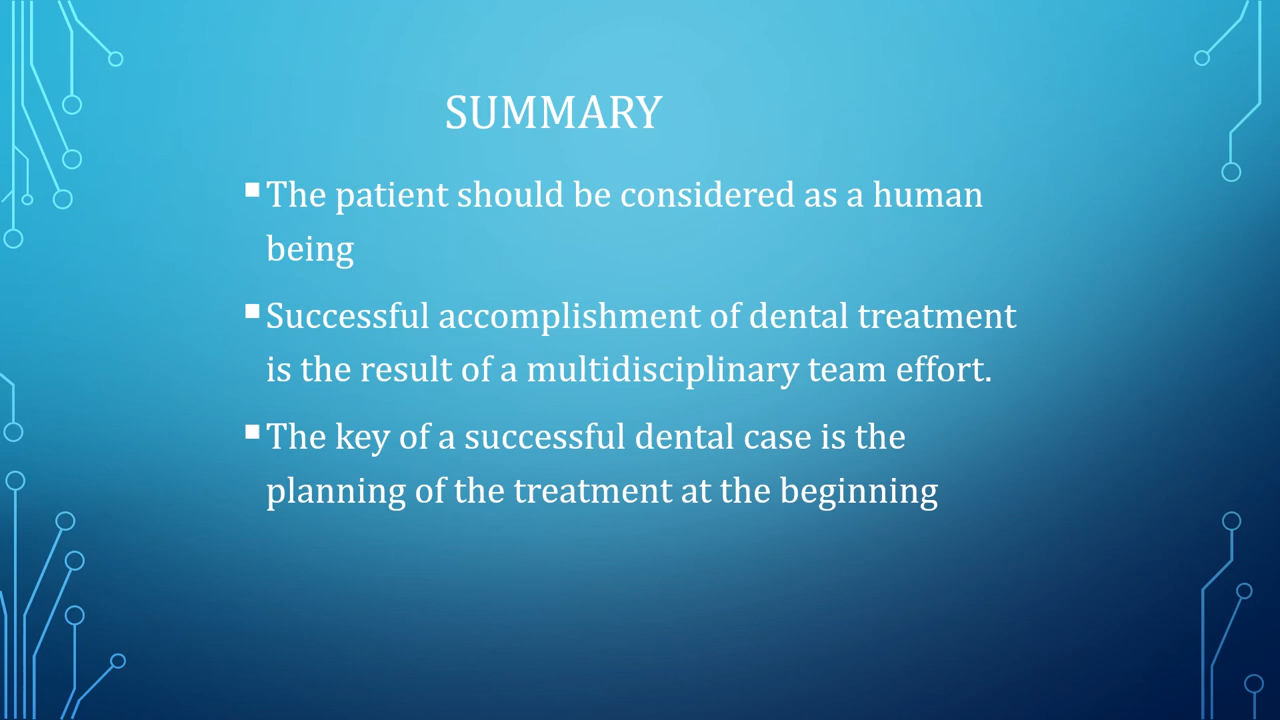 SUMMARY
▪The patient should be considered as a human
being
▪Successful accomplishment of dental treatment
is the result of a multidisciplinary team effort.
▪The key of a successful dental case is the
planning of the treatment at the beginning